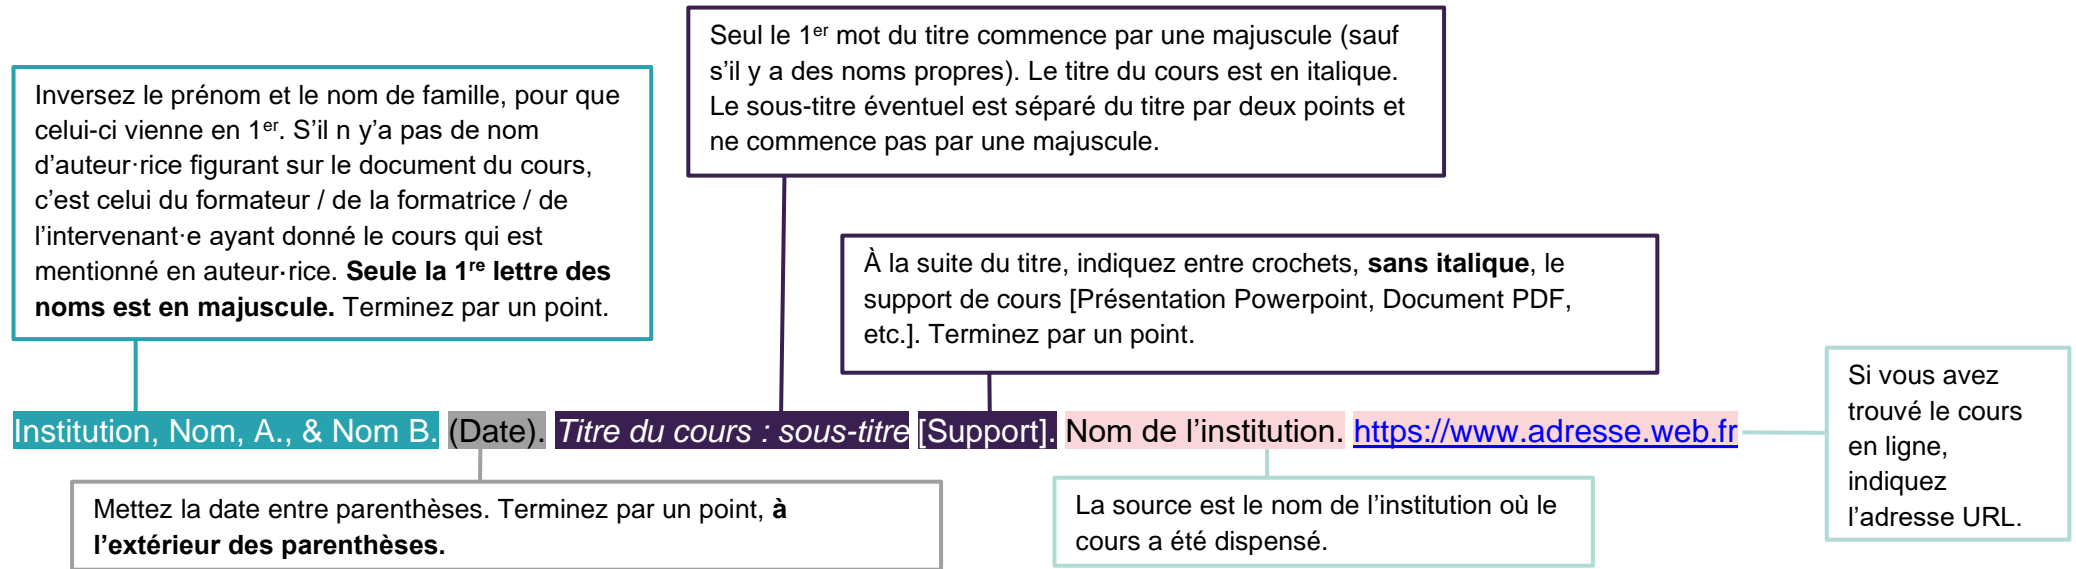 Seul le 1er mot du titre commence par une majuscule (sauf
s’il y a des noms propres). Le titre du cours est en italique.
Le sous-titre éventuel est séparé du titre par deux points et
ne commence pas par une majuscule.
Inversez le prénom et le nom de famille, pour que
celui-ci vienne en 1er. S’il n y’a pas de nom
d’auteur·rice figurant sur le document du cours,
c’est celui du formateur / de la formatrice / de
l’intervenant·e ayant donné le cours qui est
mentionné en auteur·rice. Seule la 1re lettre des
noms est en majuscule. Terminez par un point.
À la suite du titre, indiquez entre crochets, sans italique, le
support de cours [Présentation Powerpoint, Document PDF,
etc.]. Terminez par un point.
Institution, Nom, A., & Nom B. (Date). Titre du cours : sous-titre [Support]. Nom de l’institution. https://www.adresse.web.fr
Si vous avez
trouvé le cours
en ligne,
indiquez
l’adresse URL.
Mettez la date entre parenthèses. Terminez par un point, à
l’extérieur des parenthèses.
La source est le nom de l’institution où le
cours a été dispensé.